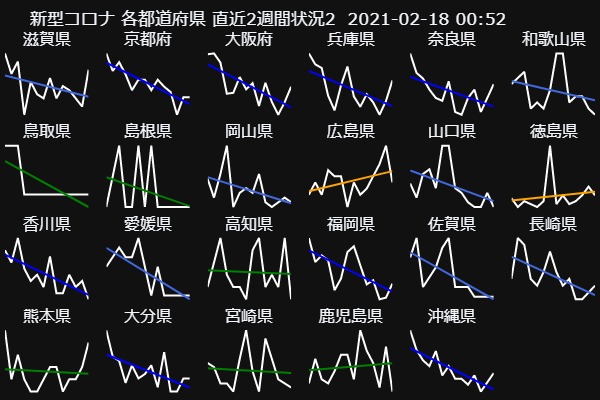 新型コロナ 各都道府県 直近2週間状況2 2021-02-18 00:52
滋賀県 京都府 大阪府 兵庫県 奈良県 和歌山県
鳥取県 島根県 岡山県 広島県 山口県 徳島県
香川県 愛媛県 高知県 福岡県 佐賀県 長崎県
熊本県 大分県 宮崎県 鹿児島県 沖縄県